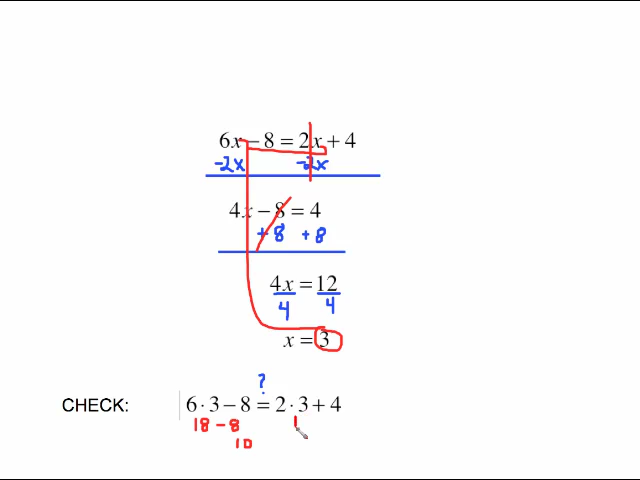 6x − 8 = 2x + 4
−2x −2x
4x − 8 = 4
+ 8 + 8
4x = 12
4 4
x = 3
?
CHECK: 6 · 3 − 8 = 2 · 3 + 4
18 − 8
10